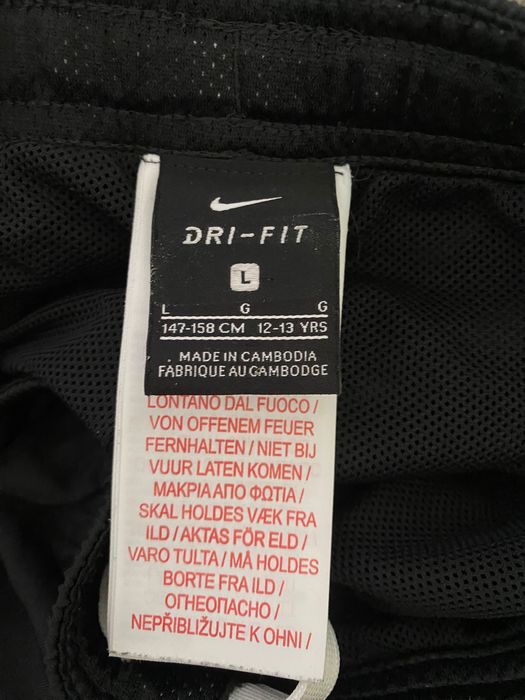 DRI-FIT
L
L G G
147-158 CM 12-13 YRS
MADE IN CAMBODIA
FABRIQUE AU CAMBODGE
LONTANO DAL FUOCO /
VON OFFENEM FEUER
FERNHALTEN / NIET BIJ
VUUR LATEN KOMEN /
ΜΑΚΡΙΑ ΑΠΟ ΦΩΤΙΑ /
SKAL HOLDES VÆK FRA
ILD / AKTAS FÖR ELD /
VARO TULTA / MÅ HOLDES
BORTE FRA ILD /
ОГНЕОПАСНО /
NEPŘIBLIŽUJTE K OHNI /